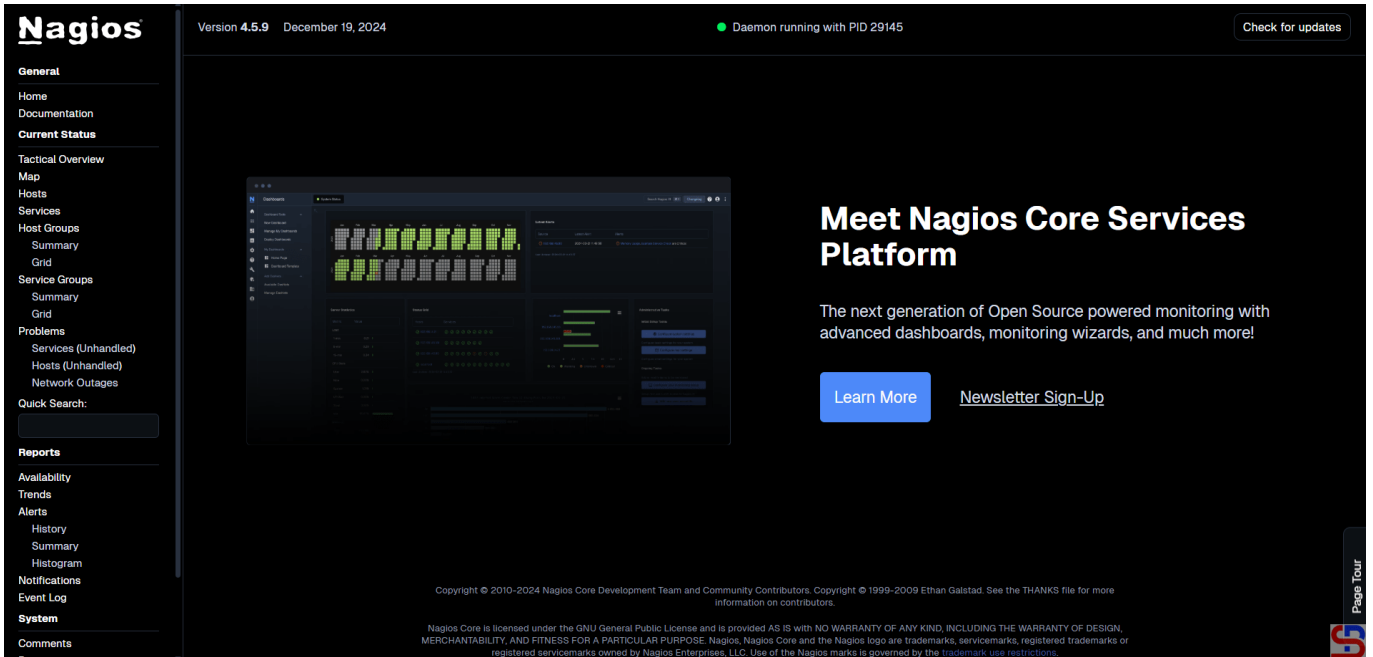 Nagios
General
Home
Documentation
Current Status
Tactical Overview
Map
Hosts
Services
Host Groups
Summary
Grid
Service Groups
Summary
Grid
Problems
Services (Unhandled)
Hosts (Unhandled)
Network Outages
Quick Search:
Reports
Availability
Trends
Alerts
History
Summary
Histogram
Notifications
Event Log
System
Comments
Version 4.5.9 December 19, 2024
Daemon running with PID 29145
Check for updates
Dashboard
System Status
Meet Nagios Core Services
Platform
The next generation of Open Source powered monitoring with
advanced dashboards, monitoring wizards, and much more!
Learn More
Newsletter Sign-Up
Page Tour
Copyright © 2010-2024 Nagios Core Development Team and Community Contributors. Copyright © 1999-2009 Ethan Galstad. See the THANKS file for more
information on contributors.
Nagios Core is licensed under the GNU General Public License and is provided AS IS with NO WARRANTY OF ANY KIND, INCLUDING THE WARRANTY OF DESIGN,
MERCHANTABILITY, AND FITNESS FOR A PARTICULAR PURPOSE. Nagios, Nagios Core and the Nagios logo are trademarks, servicemarks, registered trademarks or
registered servicemarks owned by Nagios Enterprises, LLC. Use of the Nagios marks is governed by the trademark use restrictions.